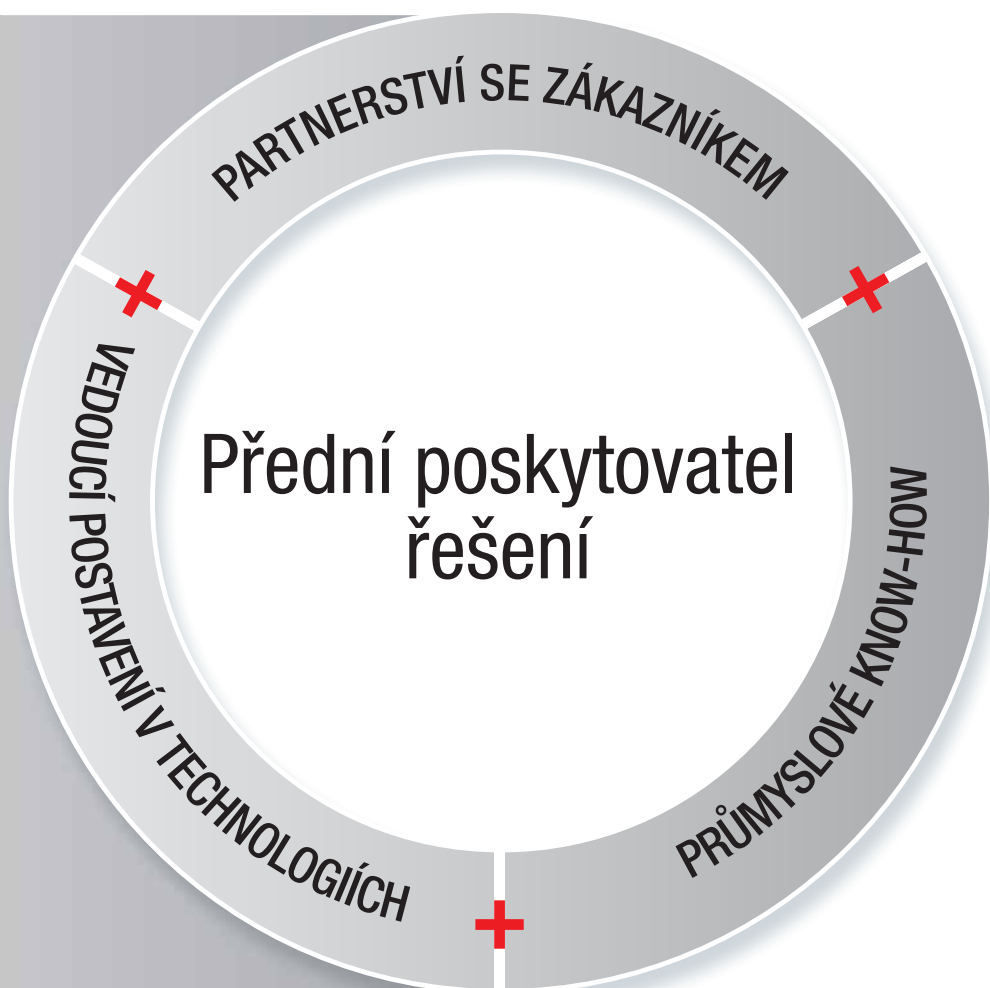 PARTNERSTVÍ SE ZÁKAZNÍKEM
VEDOUCÍ POSTAVENÍ V TECHNOLOGIÍCH
Přední poskytovatel
řešení
PRŮMYSLOVÉ KNOW-HOW